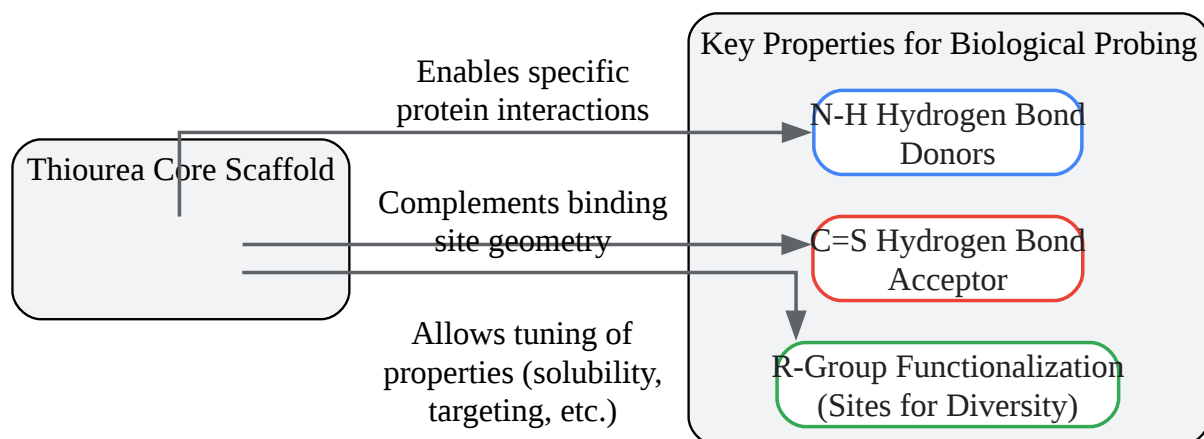 Key Properties for Biological Probing
Enables specific
protein interactions
N-H Hydrogen Bond
Donors
Thiourea Core Scaffold
Complements binding
site geometry
C=S Hydrogen Bond
Acceptor
Allows tuning of
properties (solubility,
targeting, etc.)
R-Group Functionalization
(Sites for Diversity)